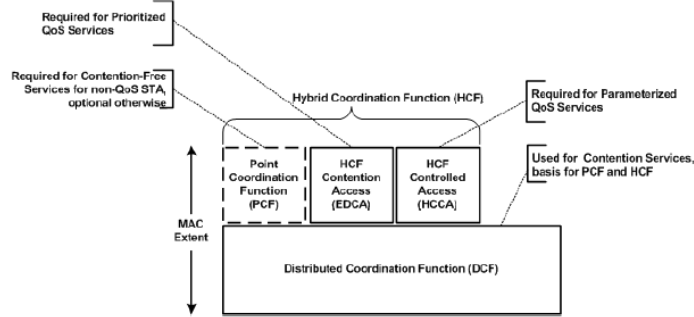 Required for Prioritized
QoS Services
Required for Contention-Free
Services for non-QoS STA,
optional otherwise
Hybrid Coordination Function (HCF)
Required for Parameterized
QoS Services
Used for Contention Services,
basis for PCF and HCF
Point
Coordination
Function
(PCF)
HCF
Contention
Access
(EDCA)
HCF
Controlled
Access
(HCCA)
MAC
Extent
Distributed Coordination Function (DCF)